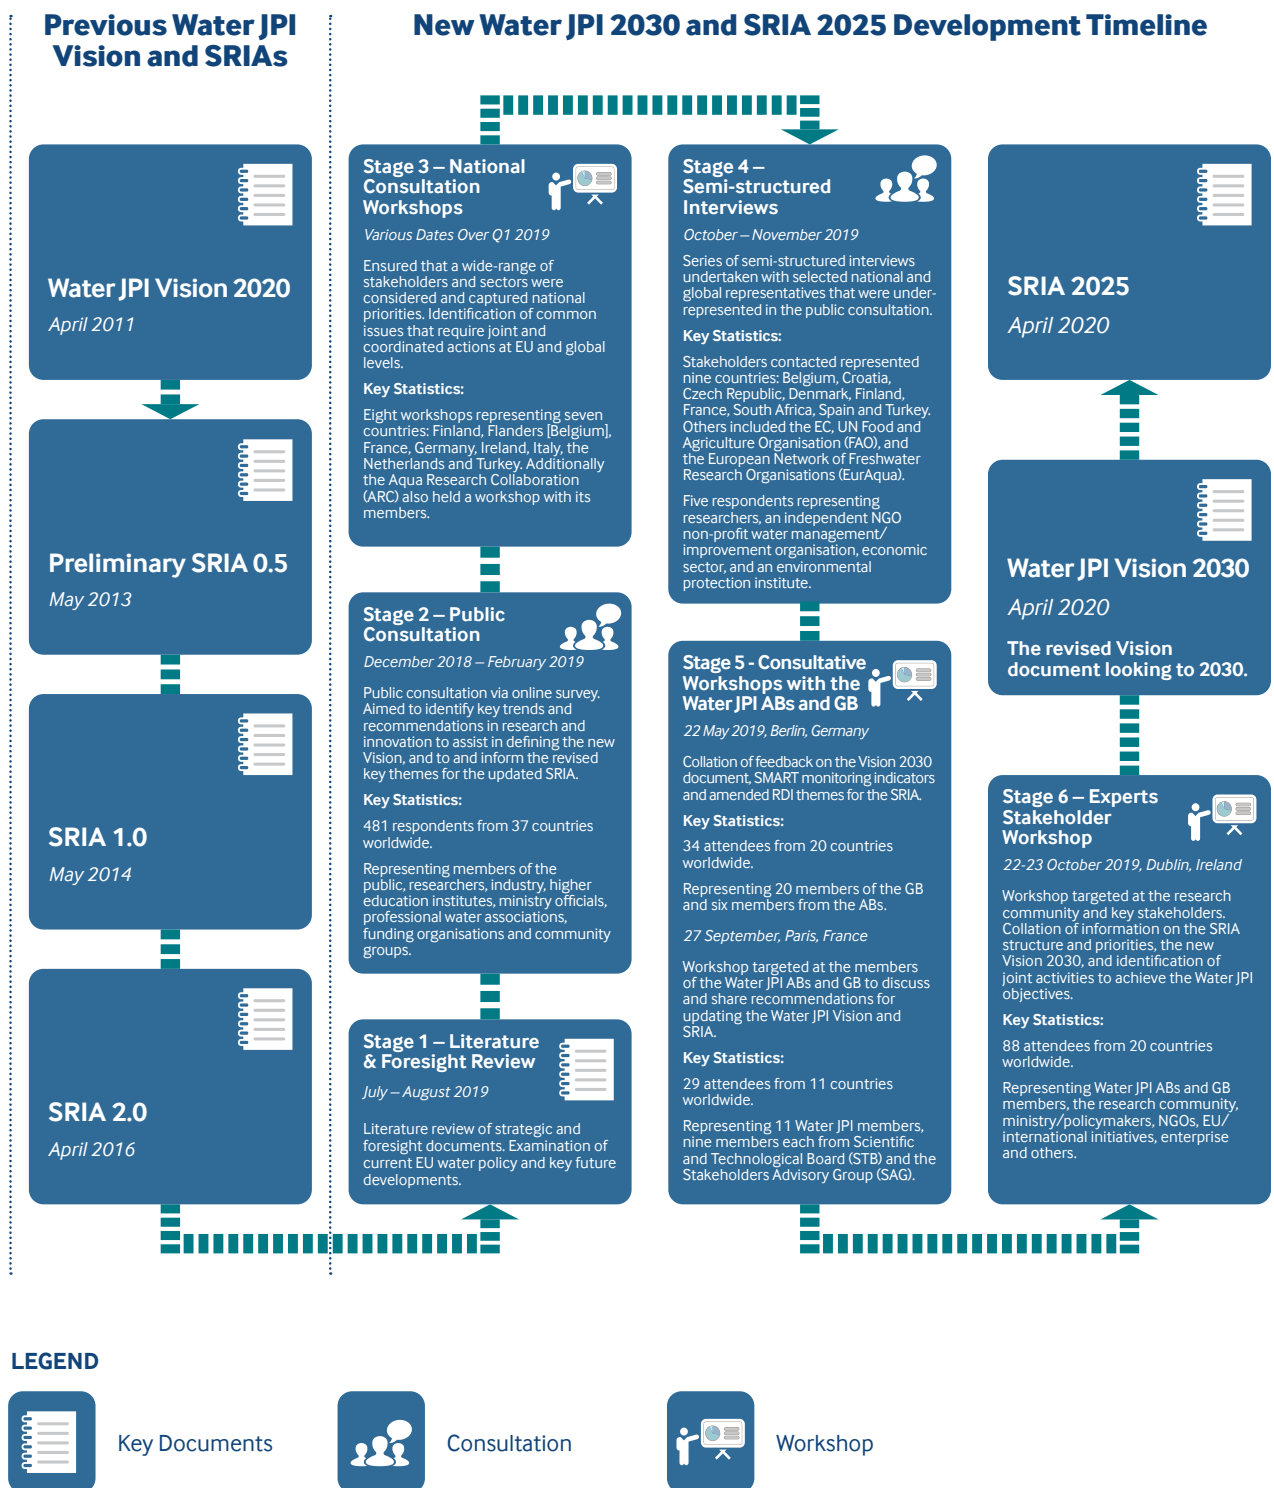 Previous Water JPI
Vision and SRIAs
New Water JPI 2030 and SRIA 2025 Development Timeline
Water JPI Vision 2020
April 2011
Preliminary SRIA 0.5
May 2013
SRIA 1.0
May 2014
SRIA 2.0
April 2016
Stage 3 – National
Consultation
Workshops
Various Dates Over Q1 2019
Ensured that a wide-range of
stakeholders and sectors were
considered and captured national
priorities. Identification of common
issues that require joint and
coordinated actions at EU and global
levels.
Key Statistics:
Eight workshops representing seven
countries: Finland, Flanders [Belgium],
France, Germany, Ireland, Italy, the
Netherlands and Turkey. Additionally
the Aqua Research Collaboration
(ARC) also held a workshop with its
members.
Stage 2 – Public
Consultation
December 2018 – February 2019
Public consultation via online survey.
Aimed to identify key trends and
recommendations in research and
innovation to assist in defining the new
Vision, and to and inform the revised
key themes for the updated SRIA.
Key Statistics:
481 respondents from 37 countries
worldwide.
Representing members of the
public, researchers, industry, higher
education institutes, ministry officials,
professional water associations,
funding organisations and community
groups.
Stage 1 – Literature
& Foresight Review
July – August 2019
Literature review of strategic and
foresight documents. Examination of
current EU water policy and key future
developments.
Stage 4 –
Semi-structured
Interviews
October – November 2019
Series of semi-structured interviews
undertaken with selected national and
global representatives that were under-
represented in the public consultation.
Key Statistics:
Stakeholders contacted represented
nine countries: Belgium, Croatia,
Czech Republic, Denmark, Finland,
France, South Africa, Spain and Turkey.
Others included the EC, UN Food and
Agriculture Organisation (FAO), and
the European Network of Freshwater
Research Organisations (EurAqua).
Five respondents representing
researchers, an independent NGO
non-profit water management/
improvement organisation, economic
sector, and an environmental
protection institute.
Stage 5 - Consultative
Workshops with the
Water JPI ABs and GB
22 May 2019, Berlin, Germany
Collation of feedback on the Vision 2030
document, SMART monitoring indicators
and amended RDI themes for the SRIA.
Key Statistics:
34 attendees from 20 countries
worldwide.
Representing 20 members of the GB
and six members from the ABs.
27 September, Paris, France
Workshop targeted at the members
of the Water JPI ABs and GB to discuss
and share recommendations for
updating the Water JPI Vision and
SRIA.
Key Statistics:
29 attendees from 11 countries
worldwide.
Representing 11 Water JPI members,
nine members each from Scientific
and Technological Board (STB) and the
Stakeholders Advisory Group (SAG).
SRIA 2025
April 2020
Water JPI Vision 2030
April 2020
The revised Vision
document looking to 2030.
Stage 6 – Experts
Stakeholder
Workshop
22-23 October 2019, Dublin, Ireland
Workshop targeted at the research
community and key stakeholders.
Collation of information on the SRIA
structure and priorities, the new
Vision 2030, and identification of
joint activities to achieve the Water JPI
objectives.
Key Statistics:
88 attendees from 20 countries
worldwide.
Representing Water JPI ABs and GB
members, the research community,
ministry/policymakers, NGOs, EU/
international initiatives, enterprise
and others.
LEGEND
Key Documents
Consultation
Workshop